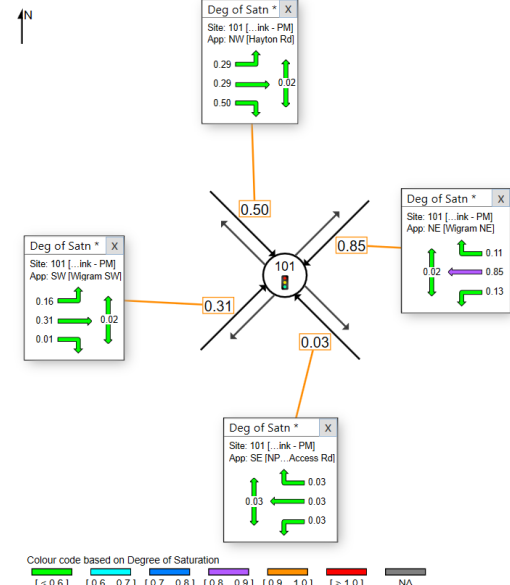 N
Deg of Satn * X
Site: 101 [...ink - PM]
App: NW [Hayton Rd]
0.29
0.29
0.50
0.02
0.50
Deg of Satn * X
Site: 101 [...ink - PM]
App: NE [Wigram NE]
0.11
0.02
0.85
0.13
0.85
101
Deg of Satn * X
Site: 101 [...ink - PM]
App: SW [Wigram SW]
0.16
0.31
0.02
0.01
0.31
0.03
Deg of Satn * X
Site: 101 [...ink - PM]
App: SE [NP...Access Rd]
0.03
0.03
0.03
0.03
Colour code based on Degree of Saturation
[ < 0.6 ] [ 0.6 – 0.7 ] [ 0.7 – 0.8 ] [ 0.8 – 0.9 ] [ 0.9 – 1.0 ] [ > 1.0 ] NA